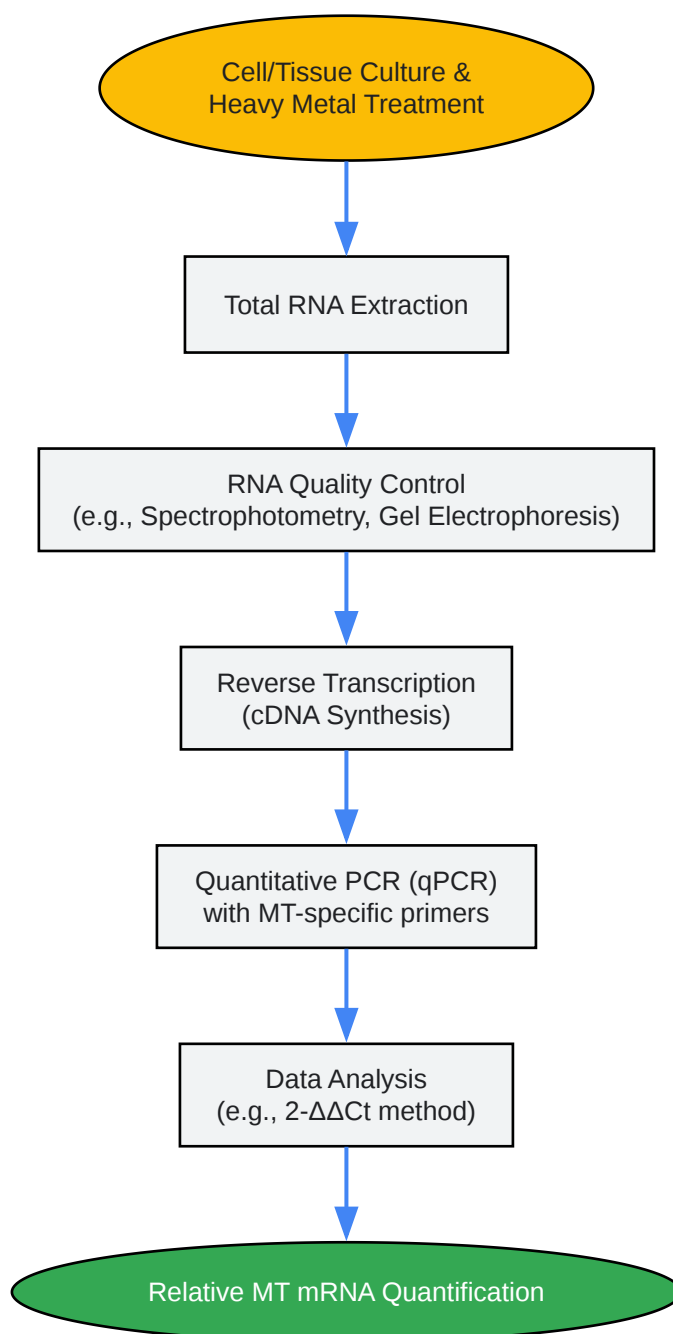 Cell/Tissue Culture &
Heavy Metal Treatment
Total RNA Extraction
RNA Quality Control
(e.g., Spectrophotometry, Gel Electrophoresis)
Reverse Transcription
(cDNA Synthesis)
Quantitative PCR (qPCR)
with MT-specific primers
Data Analysis
(e.g., 2-ΔΔCt method)
Relative MT mRNA Quantification